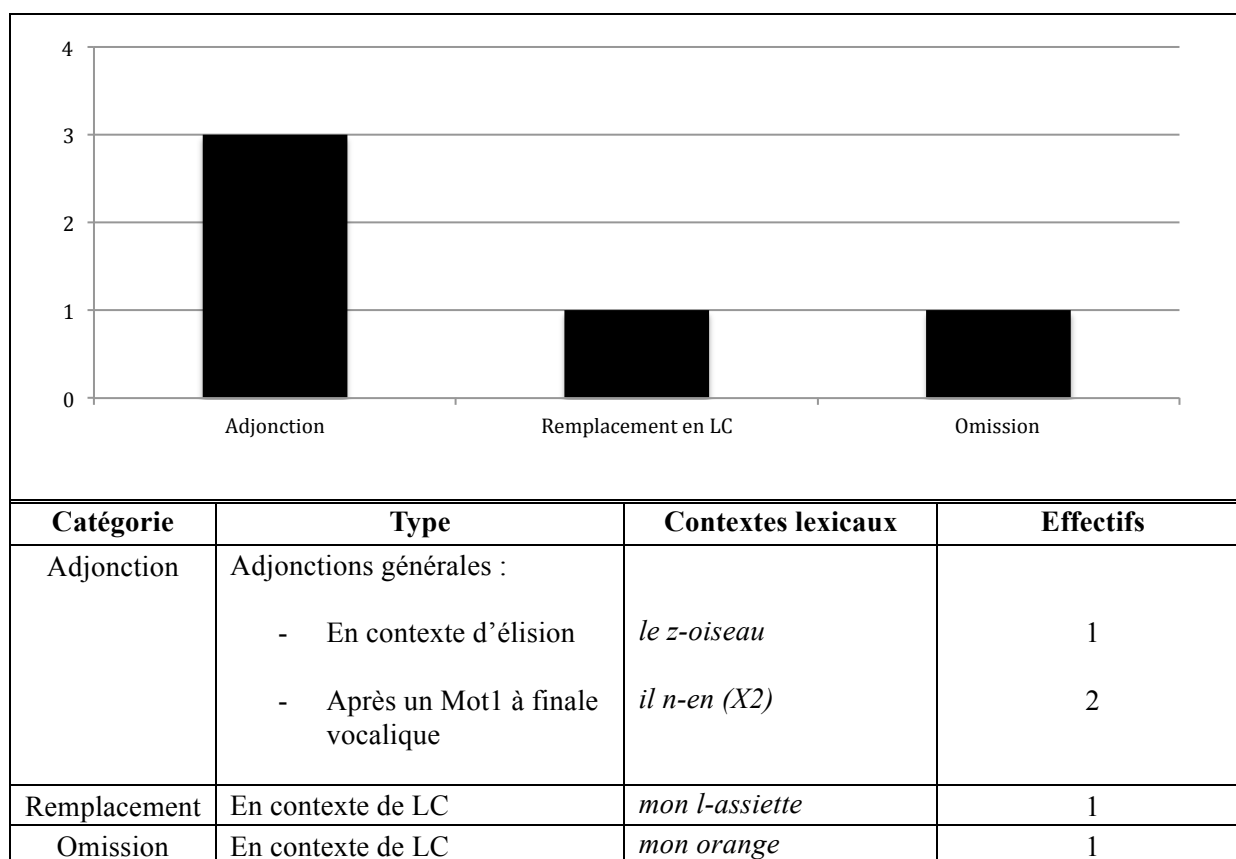 4
3
2
1
0
Adjonction Remplacement en LC Omission
Catégorie Type Contextes lexicaux Effectifs
Adjonction Adjonctions générales :
- En contexte d’élision le z-oiseau 1
- Après un Mot1 à finale il n-en (X2) 2
vocalique
Remplacement En contexte de LC mon l-assiette 1
Omission En contexte de LC mon orange 1